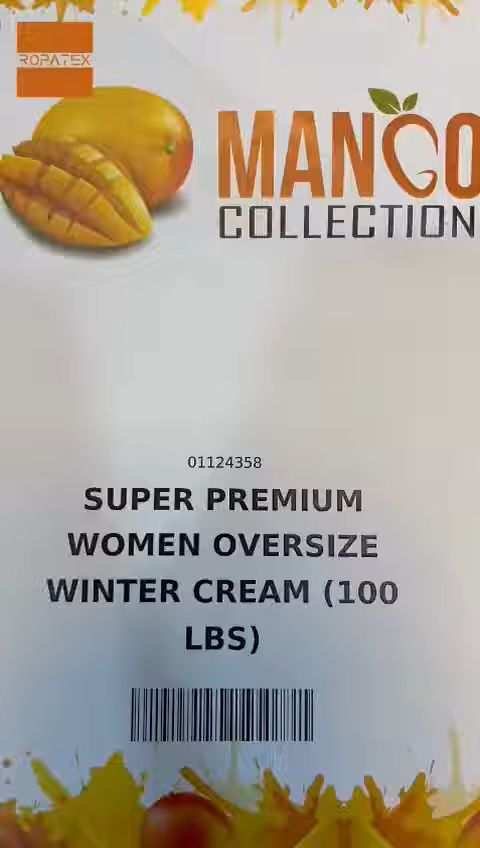 ROPATEX
MANGO
COLLECTION
01124358
SUPER PREMIUM
WOMEN OVERSIZE
WINTER CREAM (100
LBS)